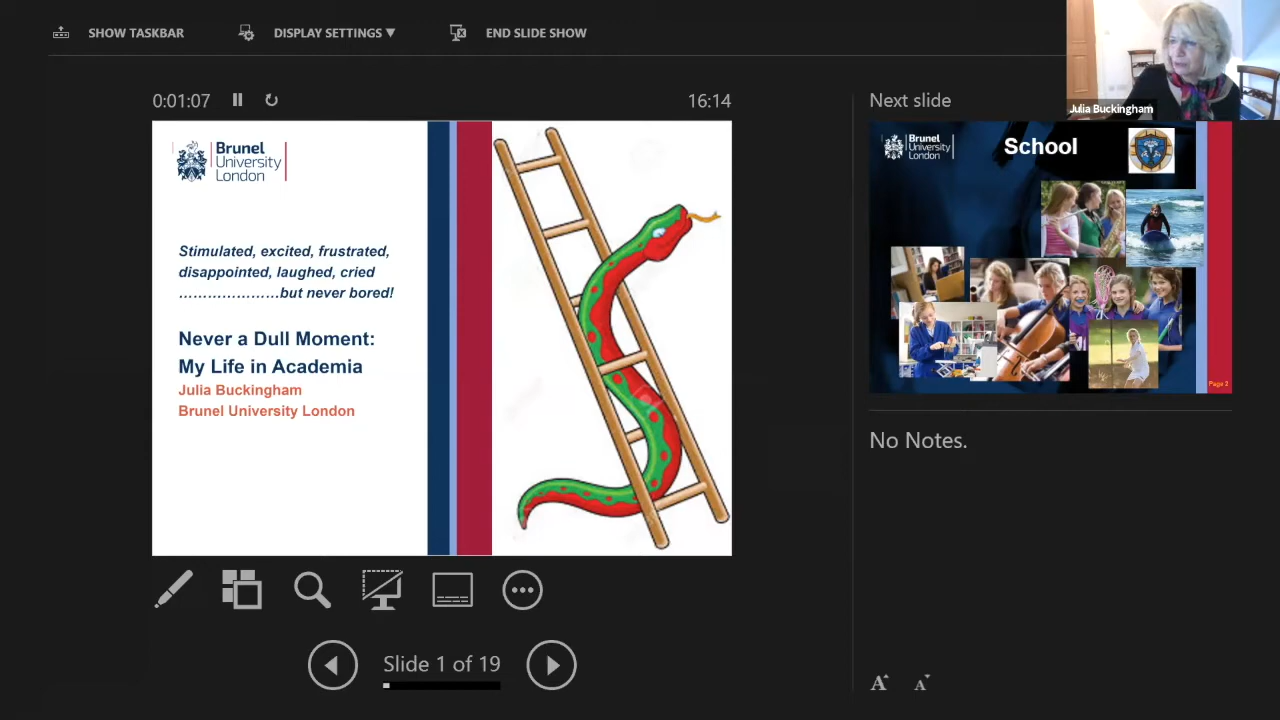 SHOW TASKBAR
DISPLAY SETTINGS ▼
END SLIDE SHOW
Julia Buckingham
0:01:07
16:14
Next slide
Brunel
University
London
Stimulated, excited, frustrated,
disappointed, laughed, cried
…………………but never bored!
Never a Dull Moment:
My Life in Academia
Julia Buckingham
Brunel University London
Brunel
University
London
School
Page 2
No Notes.
Slide 1 of 19
A
A